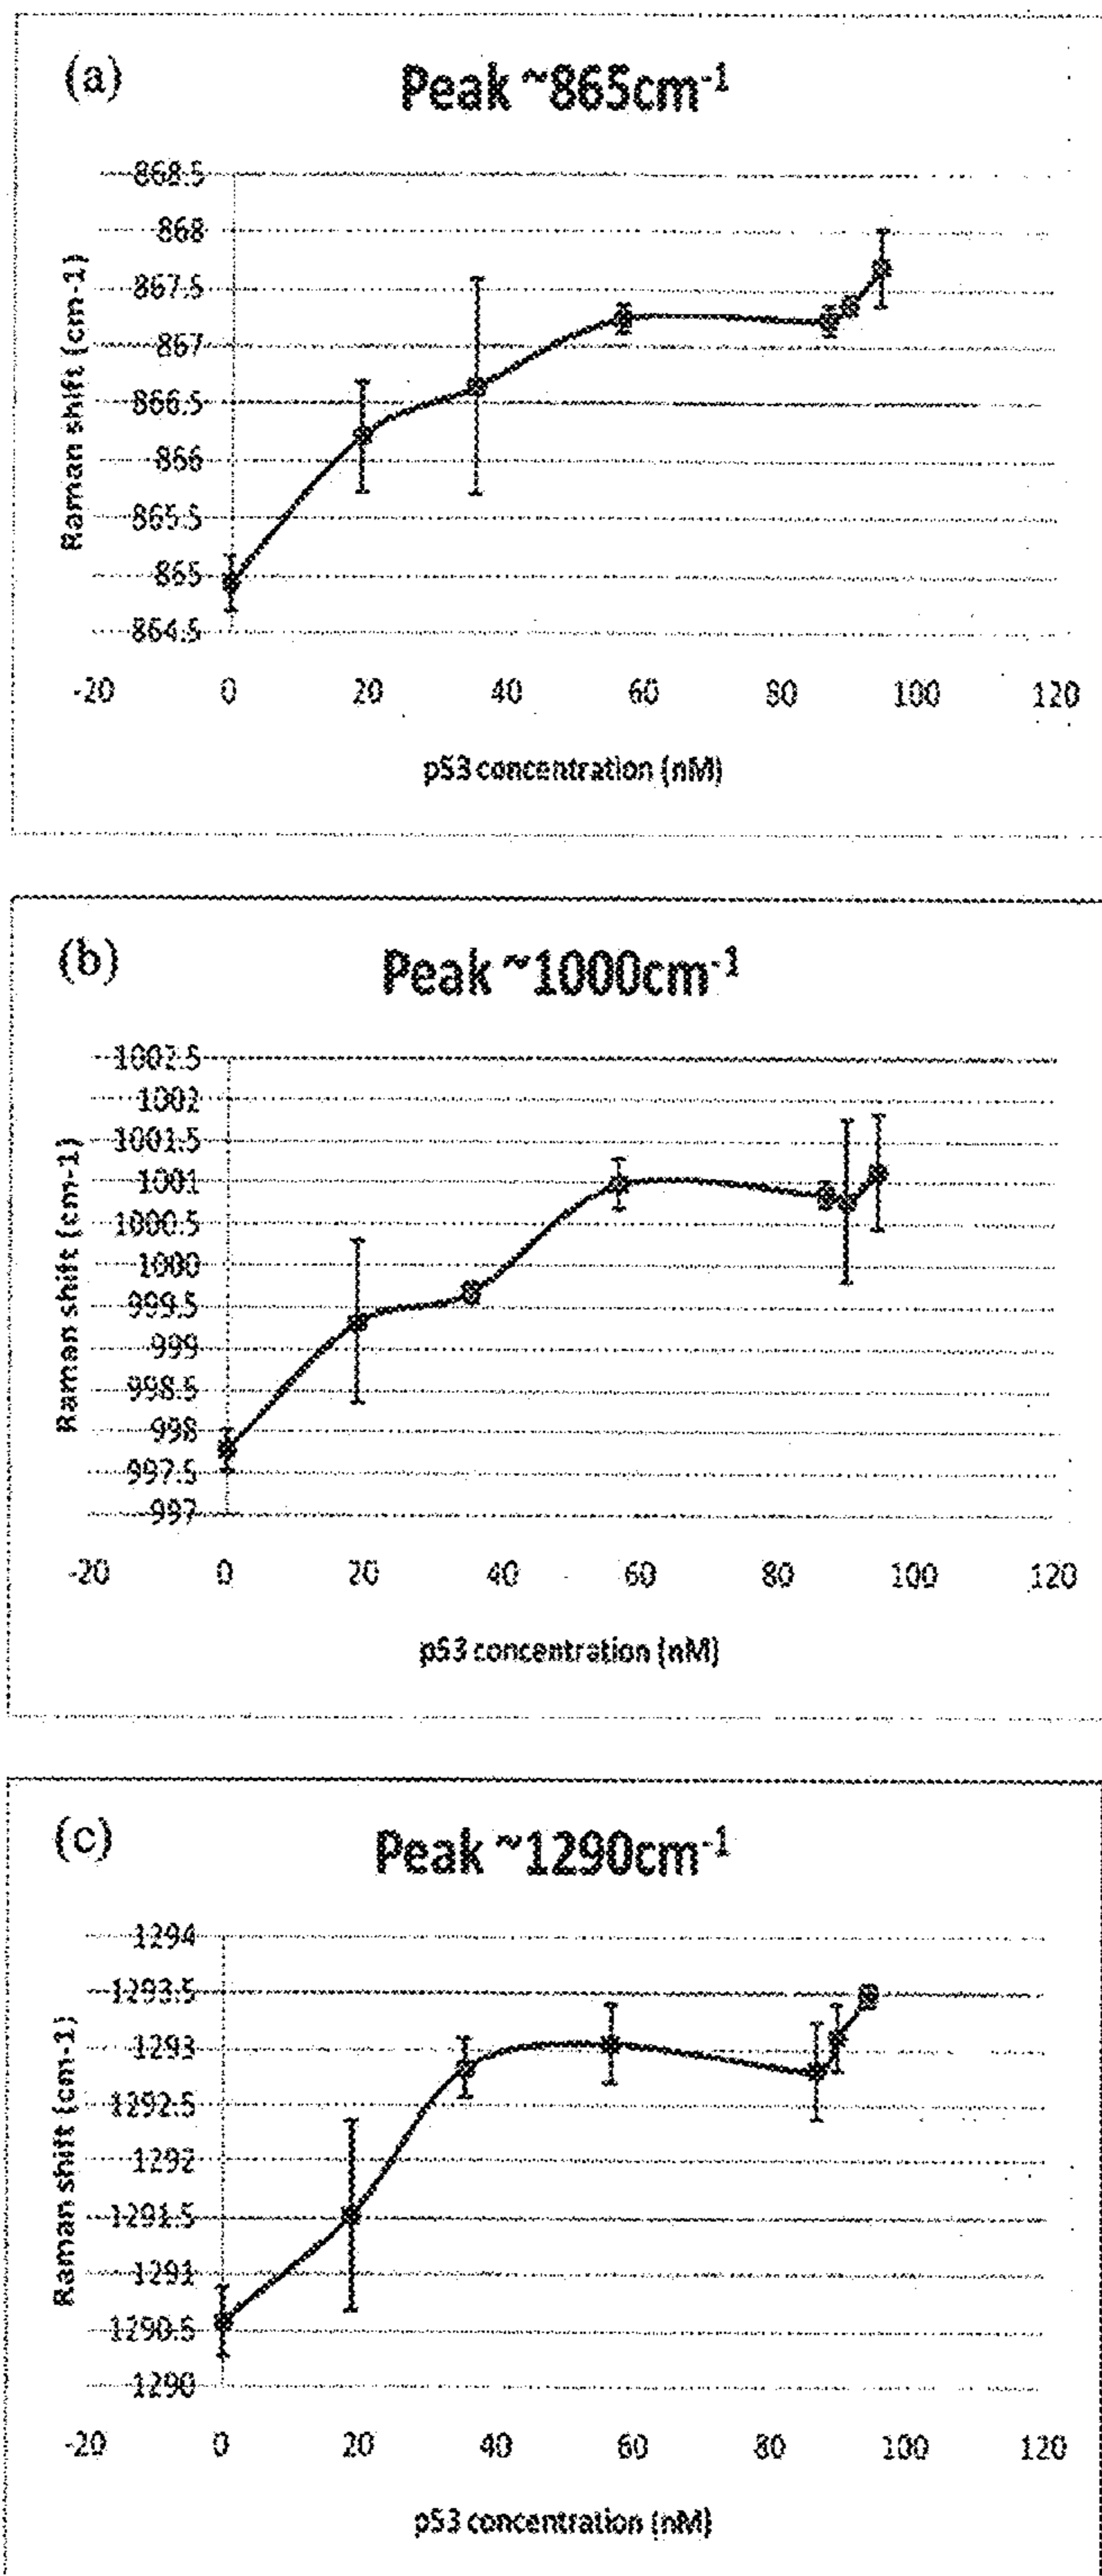 (a)
Peak ~865cm-1
868.5
868
867.5
867
866.5
866
865.5
865
864.5
Raman shift (cm-1)
-20 0 20 40 60 80 100 120
p53 concentration (nM)
(b)
Peak ~1000cm-1
1002.5
1002
1001.5
1001
1000.5
1000
999.5
999
998.5
998
997.5
997
Raman shift (cm-1)
-20 0 20 40 60 80 100 120
p53 concentration (nM)
(c)
Peak ~1290cm-1
1294
1293.5
1293
1292.5
1292
1291.5
1291
1290.5
1290
Raman shift (cm-1)
-20 0 20 40 60 80 100 120
p53 concentration (nM)